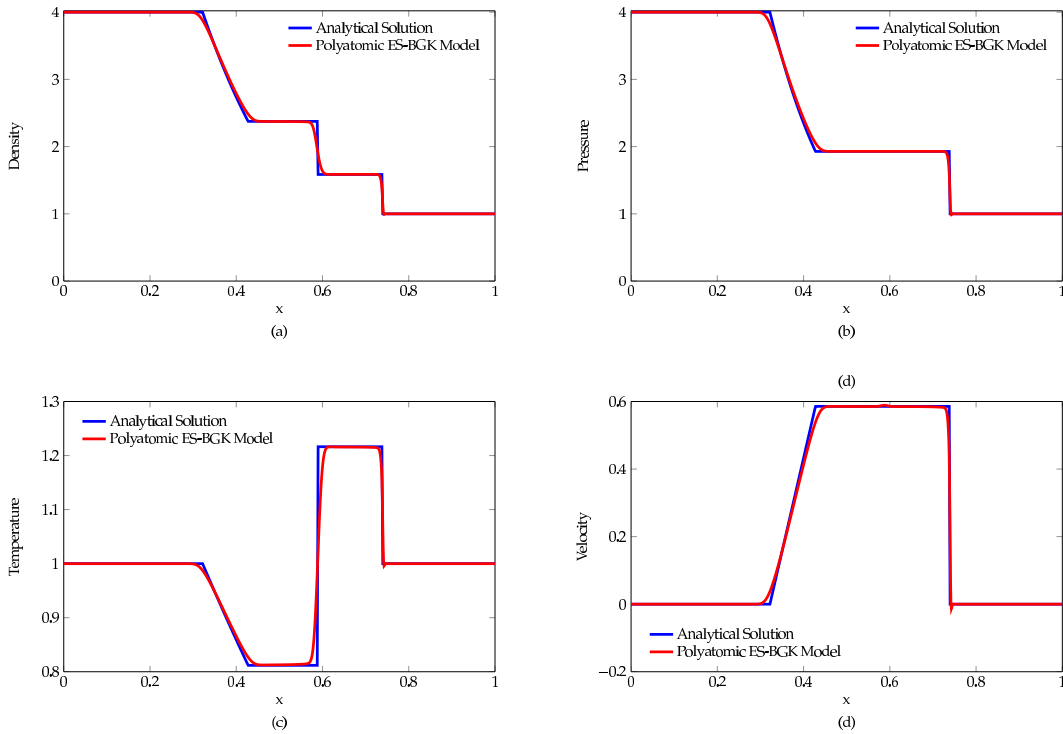 4
3
2
1
0
Density
Analytical Solution
Polyatomic ES-BGK Model
0 0.2 0.4 0.6 0.8 1
x
(a)
4
3
2
1
0
Pressure
Analytical Solution
Polyatomic ES-BGK Model
0 0.2 0.4 0.6 0.8 1
x
(b)
(d)
1.3
1.2
1.1
1
0.9
0.8
Temperature
Analytical Solution
Polyatomic ES-BGK Model
0 0.2 0.4 0.6 0.8 1
x
(c)
0.6
0.4
0.2
0
−0.2
Velocity
Analytical Solution
Polyatomic ES-BGK Model
0 0.2 0.4 0.6 0.8 1
x
(d)